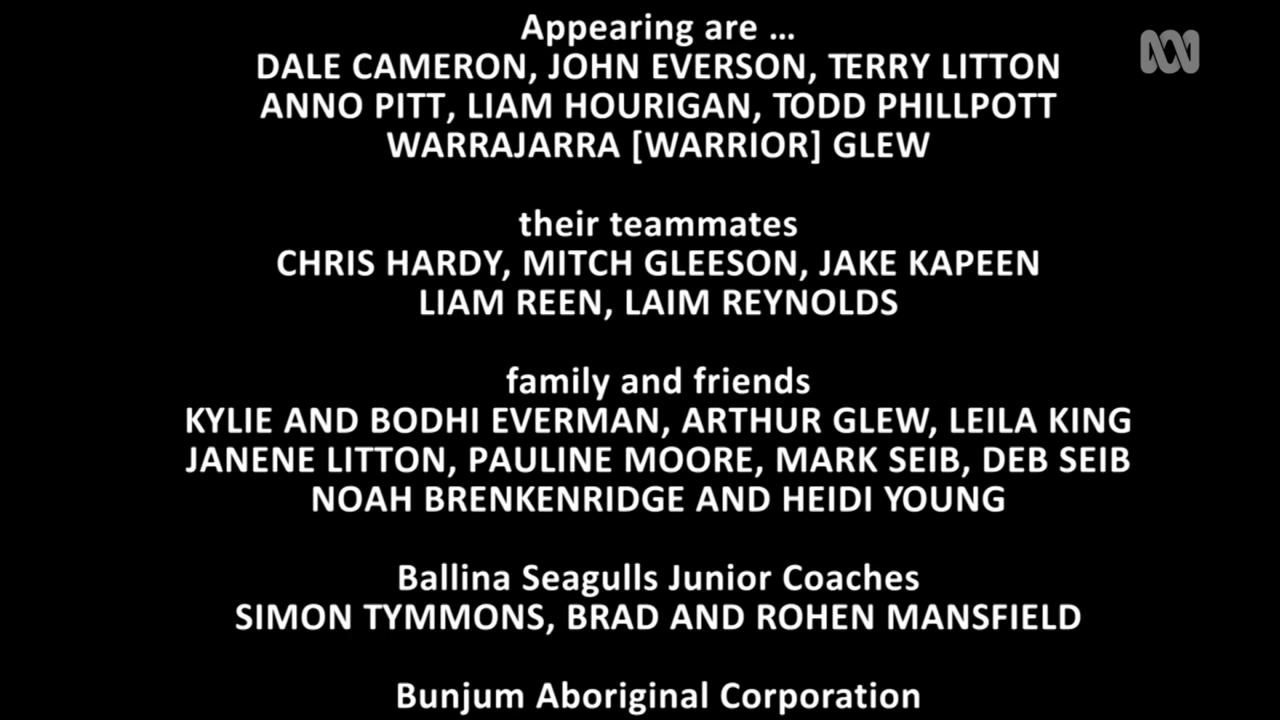 Appearing are ...
DALE CAMERON, JOHN EVERSON, TERRY LITTON
ANNO PITT, LIAM HOURIGAN, TODD PHILLPOTT
WARRAJARRA [WARRIOR] GLEW
their teammates
CHRIS HARDY, MITCH GLEESON, JAKE KAPEEN
LIAM REEN, LAIM REYNOLDS
family and friends
KYLIE AND BODHI EVERMAN, ARTHUR GLEW, LEILA KING
JANENE LITTON, PAULINE MOORE, MARK SEIB, DEB SEIB
NOAH BRENKENRIDGE AND HEIDI YOUNG
Ballina Seagulls Junior Coaches
SIMON TYMMONS, BRAD AND ROHEN MANSFIELD
Bunjum Aboriginal Corporation